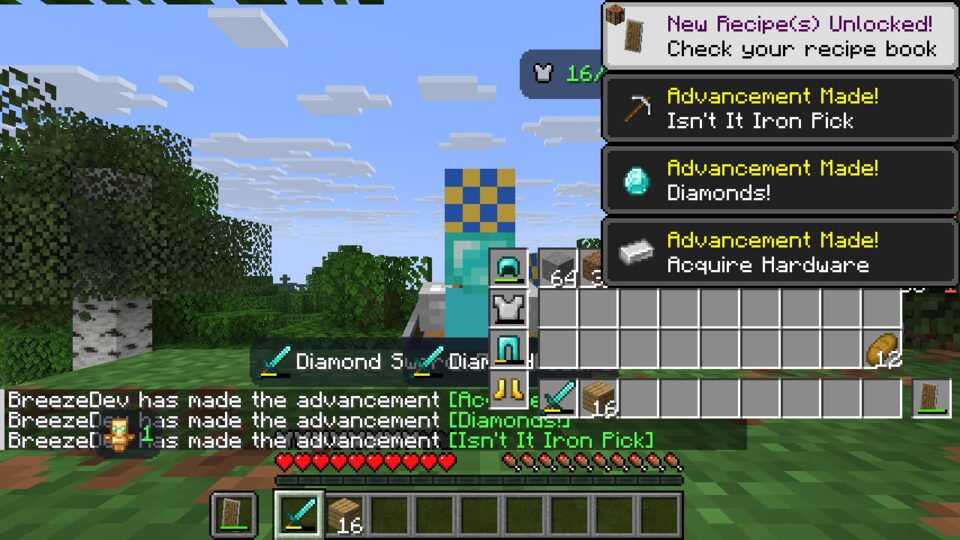 New Recipe(s) Unlocked!
Check your recipe book
16/
Advancement Made!
Isn't It Iron Pick
Advancement Made!
Diamonds!
Advancement Made!
Acquire Hardware
64
Diamond
12
BreezeDev has made the advancement
16
BreezeDev has made the advancement [Diamonds!]
1
has made the advancement [Isn't It Iron Pick]
16